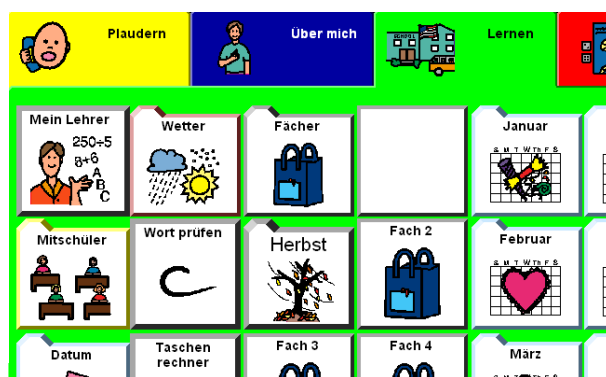 Plaudern
Über mich
Lernen
SCHOOL
Mein Lehrer
250÷5
8+6
A
B
C
Wetter
Fächer
Januar
S M T W Th F S
Mitschüler
Wort prüfen
Herbst
Fach 2
Februar
S M T W Th F S
Datum
Taschen
rechner
Fach 3
Fach 4
März